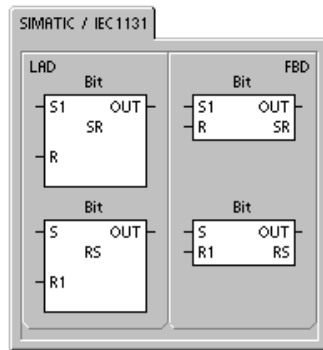 SIMATIC / IEC1131
LAD
Bit
S1 OUT
SR
R
Bit
S OUT
RS
R1
FBD
Bit
S1 OUT
R SR
Bit
S OUT
R1 RS